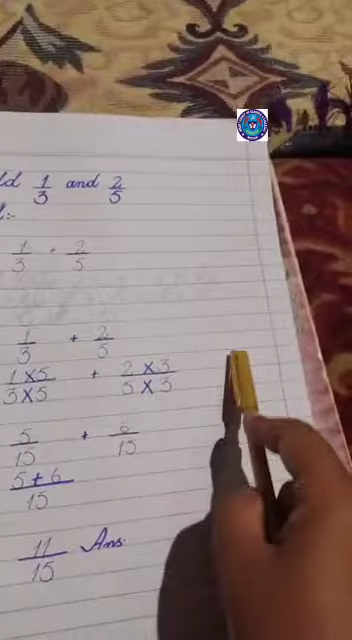 1/3 and 2/5
1/3 + 2/5
1/3 + 2/5
1×5/3×5 + 2×3/5×3
5/15 + 6/15
5+6/15
11/15 Ans.